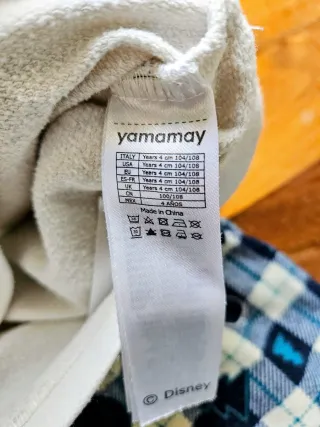 yamamay
ITALY Years 4 cm 104/108
USA Years 4 cm 104/108
EU Years 4 cm 104/108
ES-FR Years 4 cm 104/108
UK Years 4 cm 104/108
CN 100/108
MEX 4 AÑOS
Made in China
© Disney